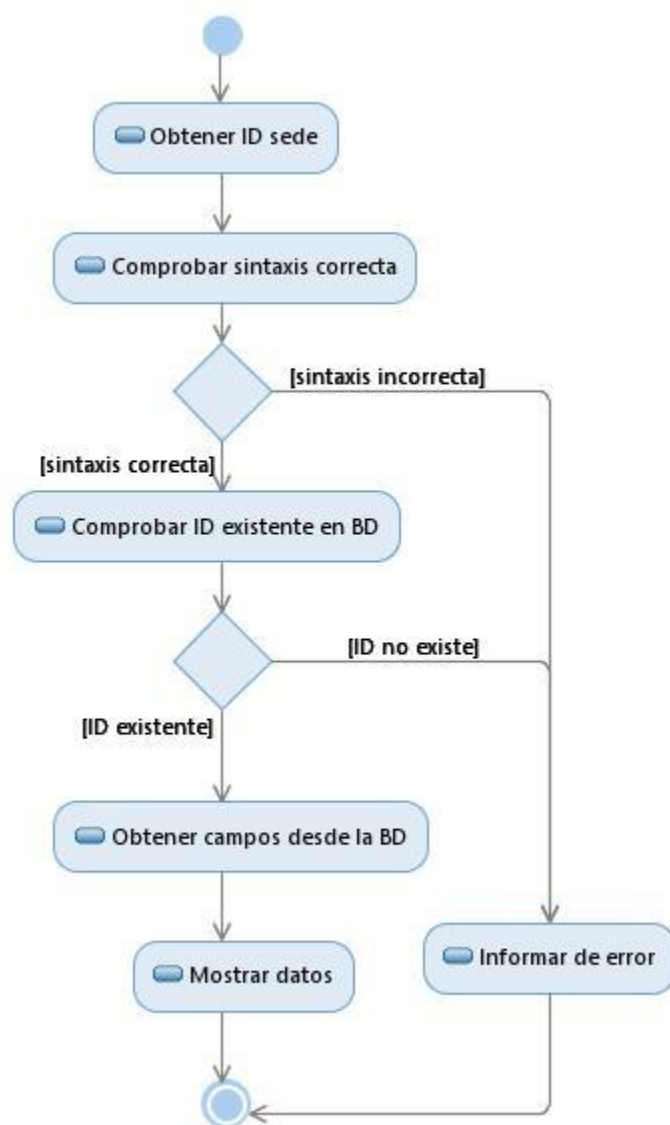 Obtener ID sede
Comprobar sintaxis correcta
[sintaxis incorrecta]
[sintaxis correcta]
Comprobar ID existente en BD
[ID no existe]
[ID existente]
Obtener campos desde la BD
Informar de error
Mostrar datos